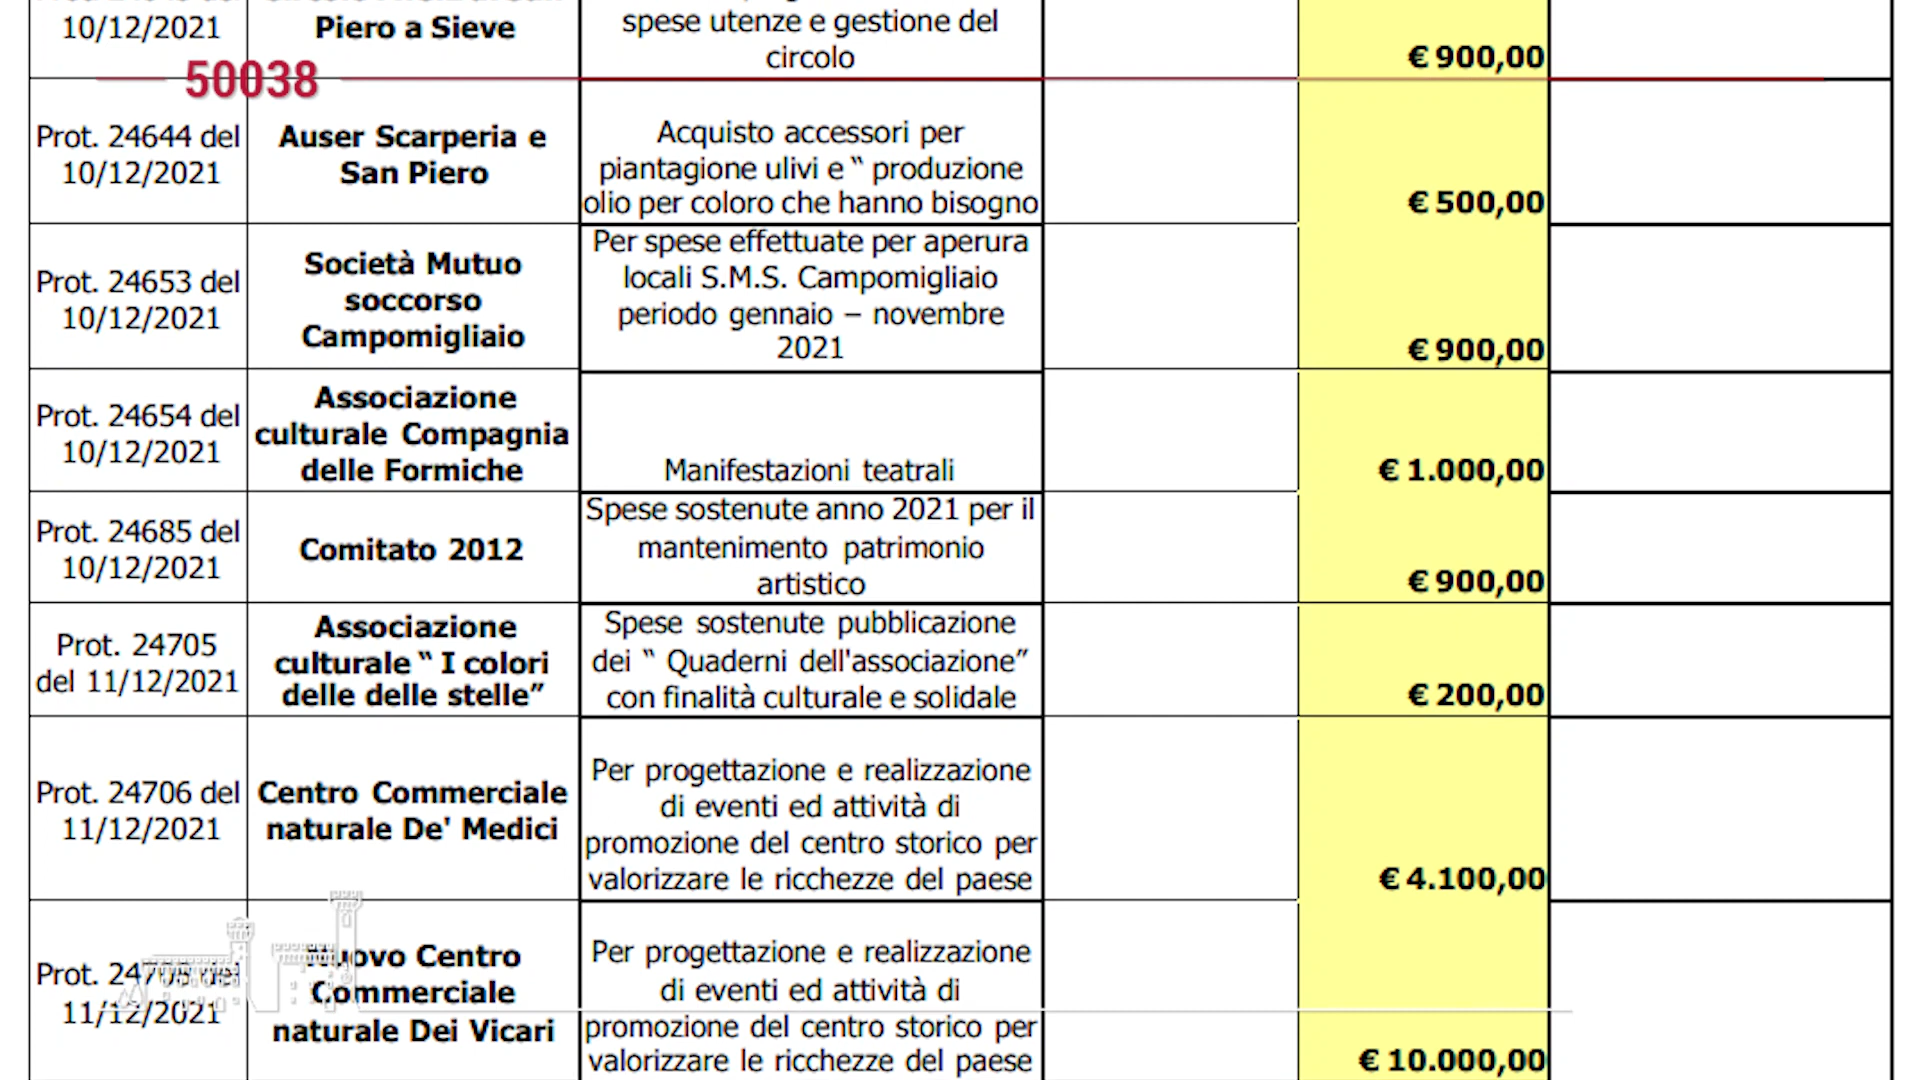 10/12/2021
Piero a Sieve
spese utenze e gestione del
circolo
€ 900,00
50038
Prot. 24644 del
10/12/2021
Auser Scarperia e
San Piero
Acquisto accessori per
piantagione ulivi e “ produzione
olio per coloro che hanno bisogno
€ 500,00
Prot. 24653 del
10/12/2021
Società Mutuo
soccorso
Campomigliaio
Per spese effettuate per aperura
locali S.M.S. Campomigliaio
periodo gennaio – novembre
2021
€ 900,00
Prot. 24654 del
10/12/2021
Associazione
culturale Compagnia
delle Formiche
Manifestazioni teatrali
€ 1.000,00
Prot. 24685 del
10/12/2021
Comitato 2012
Spese sostenute anno 2021 per il
mantenimento patrimonio
artistico
€ 900,00
Prot. 24705
del 11/12/2021
Associazione
culturale “ I colori
delle delle stelle”
Spese sostenute pubblicazione
dei “ Quaderni dell'associazione”
con finalità culturale e solidale
€ 200,00
Prot. 24706 del
11/12/2021
Centro Commerciale
naturale De' Medici
Per progettazione e realizzazione
di eventi ed attività di
promozione del centro storico per
valorizzare le ricchezze del paese
€ 4.100,00
Prot. del
11/12/2021
Nuovo Centro
Commerciale
naturale Dei Vicari
Per progettazione e realizzazione
di eventi ed attività di
promozione del centro storico per
valorizzare le ricchezze del paese
€ 10.000,00